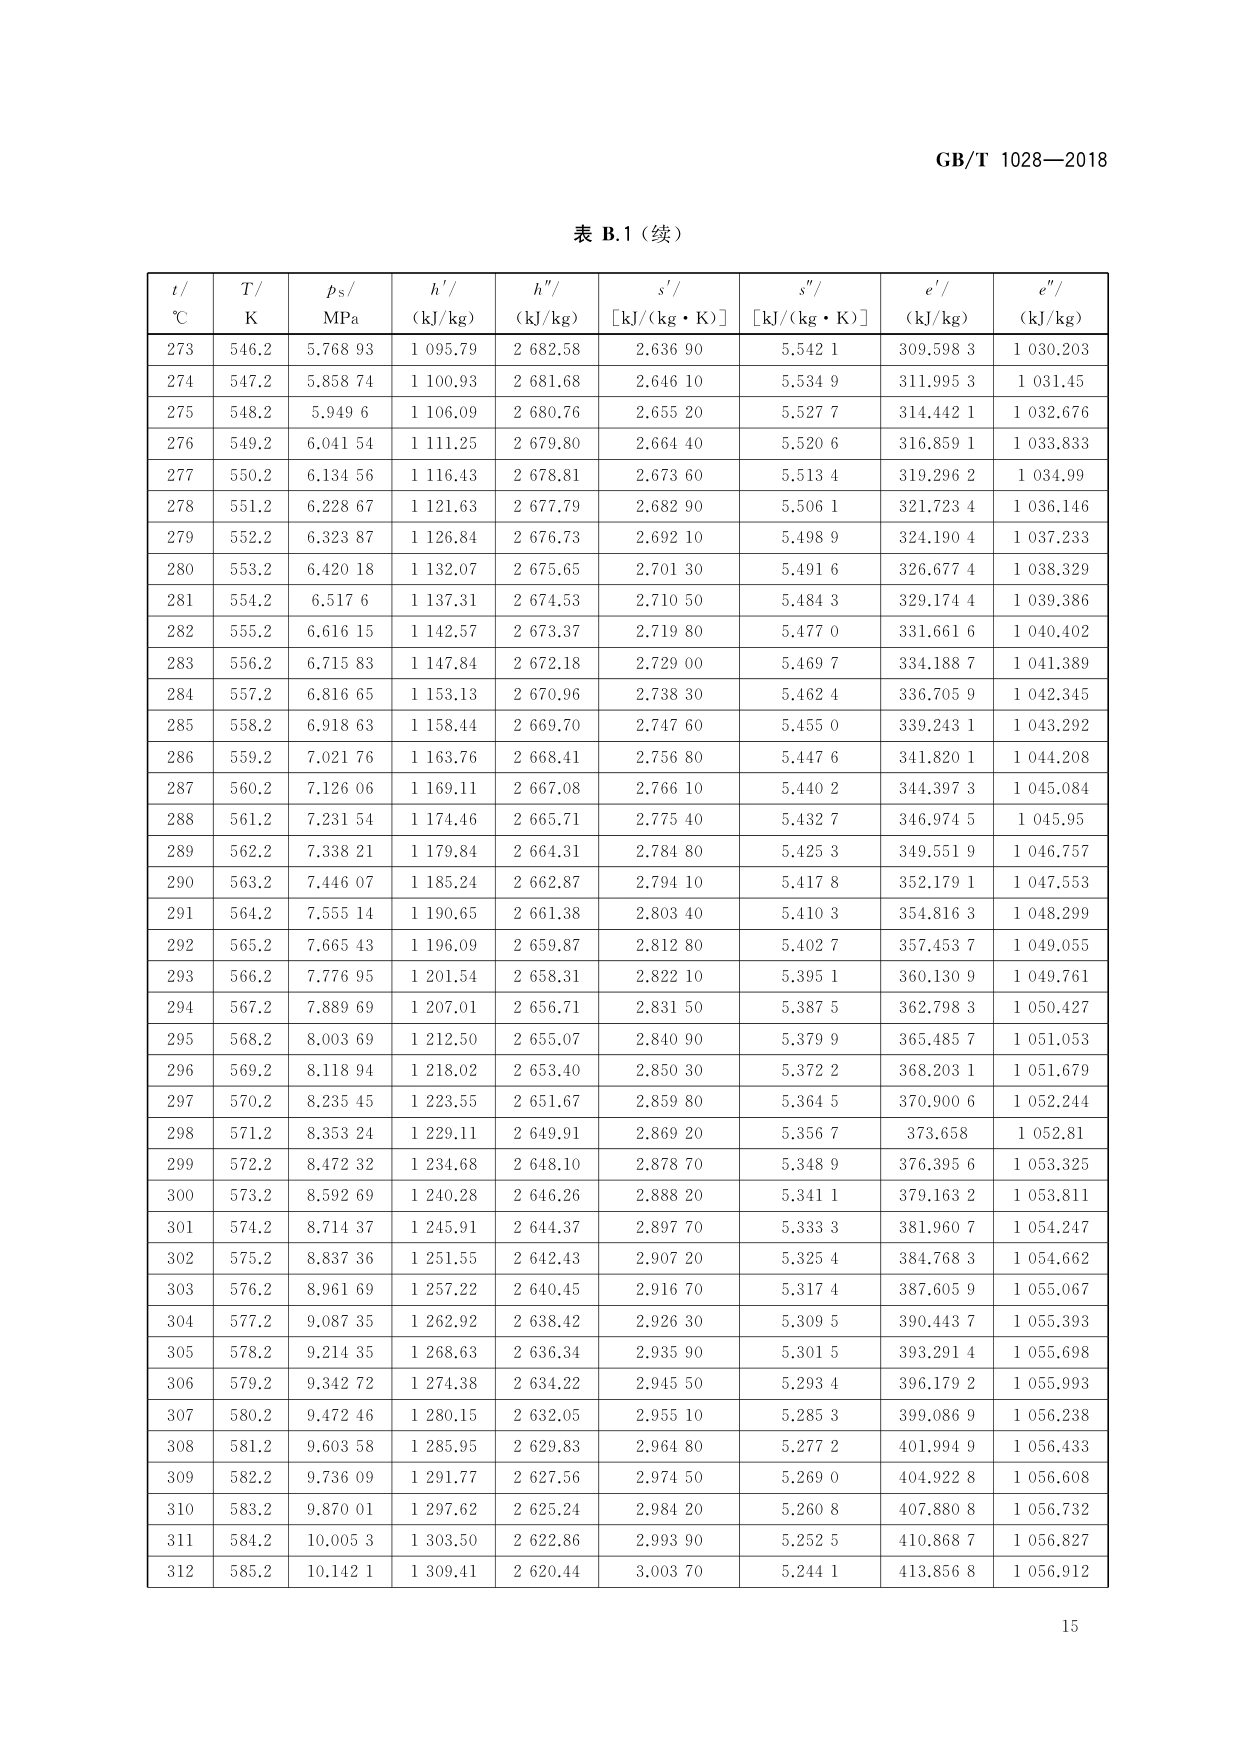 GB/T 1028—2018
表 B.1(续)
t/ T/ pS/ h′/ h″/ s′/ s″/ e′/ e″/
℃ K MPa (kJ/kg) (kJ/kg) [kJ/(kg·K)] [kJ/(kg·K)] (kJ/kg) (kJ/kg)
273 546.2 5.768 93 1 095.79 2 682.58 2.636 90 5.542 1 309.598 3 1 030.203
274 547.2 5.858 74 1 100.93 2 681.68 2.646 10 5.534 9 311.995 3 1 031.45
275 548.2 5.949 6 1 106.09 2 680.76 2.655 20 5.527 7 314.442 1 1 032.676
276 549.2 6.041 54 1 111.25 2 679.80 2.664 40 5.520 6 316.859 1 1 033.833
277 550.2 6.134 56 1 116.43 2 678.81 2.673 60 5.513 4 319.296 2 1 034.99
278 551.2 6.228 67 1 121.63 2 677.79 2.682 90 5.506 1 321.723 4 1 036.146
279 552.2 6.323 87 1 126.84 2 676.73 2.692 10 5.498 9 324.190 4 1 037.233
280 553.2 6.420 18 1 132.07 2 675.65 2.701 30 5.491 6 326.677 4 1 038.329
281 554.2 6.517 6 1 137.31 2 674.53 2.710 50 5.484 3 329.174 4 1 039.386
282 555.2 6.616 15 1 142.57 2 673.37 2.719 80 5.477 0 331.661 6 1 040.402
283 556.2 6.715 83 1 147.84 2 672.18 2.729 00 5.469 7 334.188 7 1 041.389
284 557.2 6.816 65 1 153.13 2 670.96 2.738 30 5.462 4 336.705 9 1 042.345
285 558.2 6.918 63 1 158.44 2 669.70 2.747 60 5.455 0 339.243 1 1 043.292
286 559.2 7.021 76 1 163.76 2 668.41 2.756 80 5.447 6 341.820 1 1 044.208
287 560.2 7.126 06 1 169.11 2 667.08 2.766 10 5.440 2 344.397 3 1 045.084
288 561.2 7.231 54 1 174.46 2 665.71 2.775 40 5.432 7 346.974 5 1 045.95
289 562.2 7.338 21 1 179.84 2 664.31 2.784 80 5.425 3 349.551 9 1 046.757
290 563.2 7.446 07 1 185.24 2 662.87 2.794 10 5.417 8 352.179 1 1 047.553
291 564.2 7.555 14 1 190.65 2 661.38 2.803 40 5.410 3 354.816 3 1 048.299
292 565.2 7.665 43 1 196.09 2 659.87 2.812 80 5.402 7 357.453 7 1 049.055
293 566.2 7.776 95 1 201.54 2 658.31 2.822 10 5.395 1 360.130 9 1 049.761
294 567.2 7.889 69 1 207.01 2 656.71 2.831 50 5.387 5 362.798 3 1 050.427
295 568.2 8.003 69 1 212.50 2 655.07 2.840 90 5.379 9 365.485 7 1 051.053
296 569.2 8.118 94 1 218.02 2 653.40 2.850 30 5.372 2 368.203 1 1 051.679
297 570.2 8.235 45 1 223.55 2 651.67 2.859 80 5.364 5 370.900 6 1 052.244
298 571.2 8.353 24 1 229.11 2 649.91 2.869 20 5.356 7 373.658 1 052.81
299 572.2 8.472 32 1 234.68 2 648.10 2.878 70 5.348 9 376.395 6 1 053.325
300 573.2 8.592 69 1 240.28 2 646.26 2.888 20 5.341 1 379.163 2 1 053.811
301 574.2 8.714 37 1 245.91 2 644.37 2.897 70 5.333 3 381.960 7 1 054.247
302 575.2 8.837 36 1 251.55 2 642.43 2.907 20 5.325 4 384.768 3 1 054.662
303 576.2 8.961 69 1 257.22 2 640.45 2.916 70 5.317 4 387.605 9 1 055.067
304 577.2 9.087 35 1 262.92 2 638.42 2.926 30 5.309 5 390.443 7 1 055.393
305 578.2 9.214 35 1 268.63 2 636.34 2.935 90 5.301 5 393.291 4 1 055.698
306 579.2 9.342 72 1 274.38 2 634.22 2.945 50 5.293 4 396.179 2 1 055.993
307 580.2 9.472 46 1 280.15 2 632.05 2.955 10 5.285 3 399.086 9 1 056.238
308 581.2 9.603 58 1 285.95 2 629.83 2.964 80 5.277 2 401.994 9 1 056.433
309 582.2 9.736 09 1 291.77 2 627.56 2.974 50 5.269 0 404.922 8 1 056.608
310 583.2 9.870 01 1 297.62 2 625.24 2.984 20 5.260 8 407.880 8 1 056.732
311 584.2 10.005 3 1 303.50 2 622.86 2.993 90 5.252 5 410.868 7 1 056.827
312 585.2 10.142 1 1 309.41 2 620.44 3.003 70 5.244 1 413.856 8 1 056.912
15